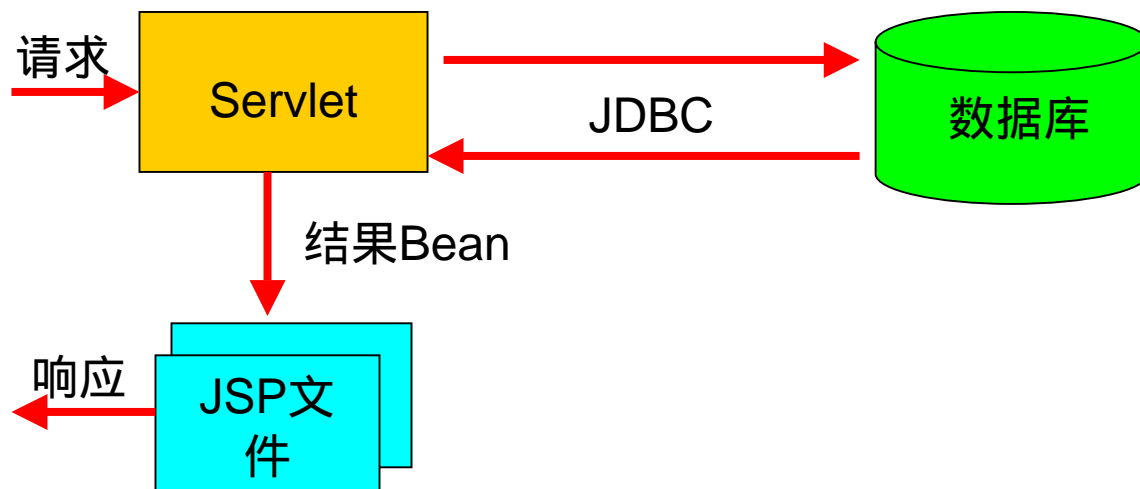 请求
Servlet
JDBC
数据库
结果Bean
响应
JSP文
件